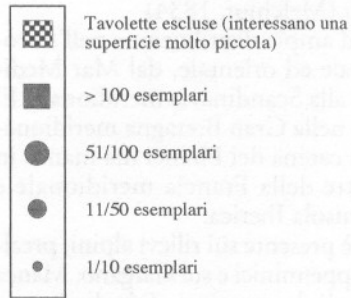 Tavolette escluse (interessano una
superficie molto piccola)
> 100 esemplari
51/100 esemplari
11/50 esemplari
1/10 esemplari